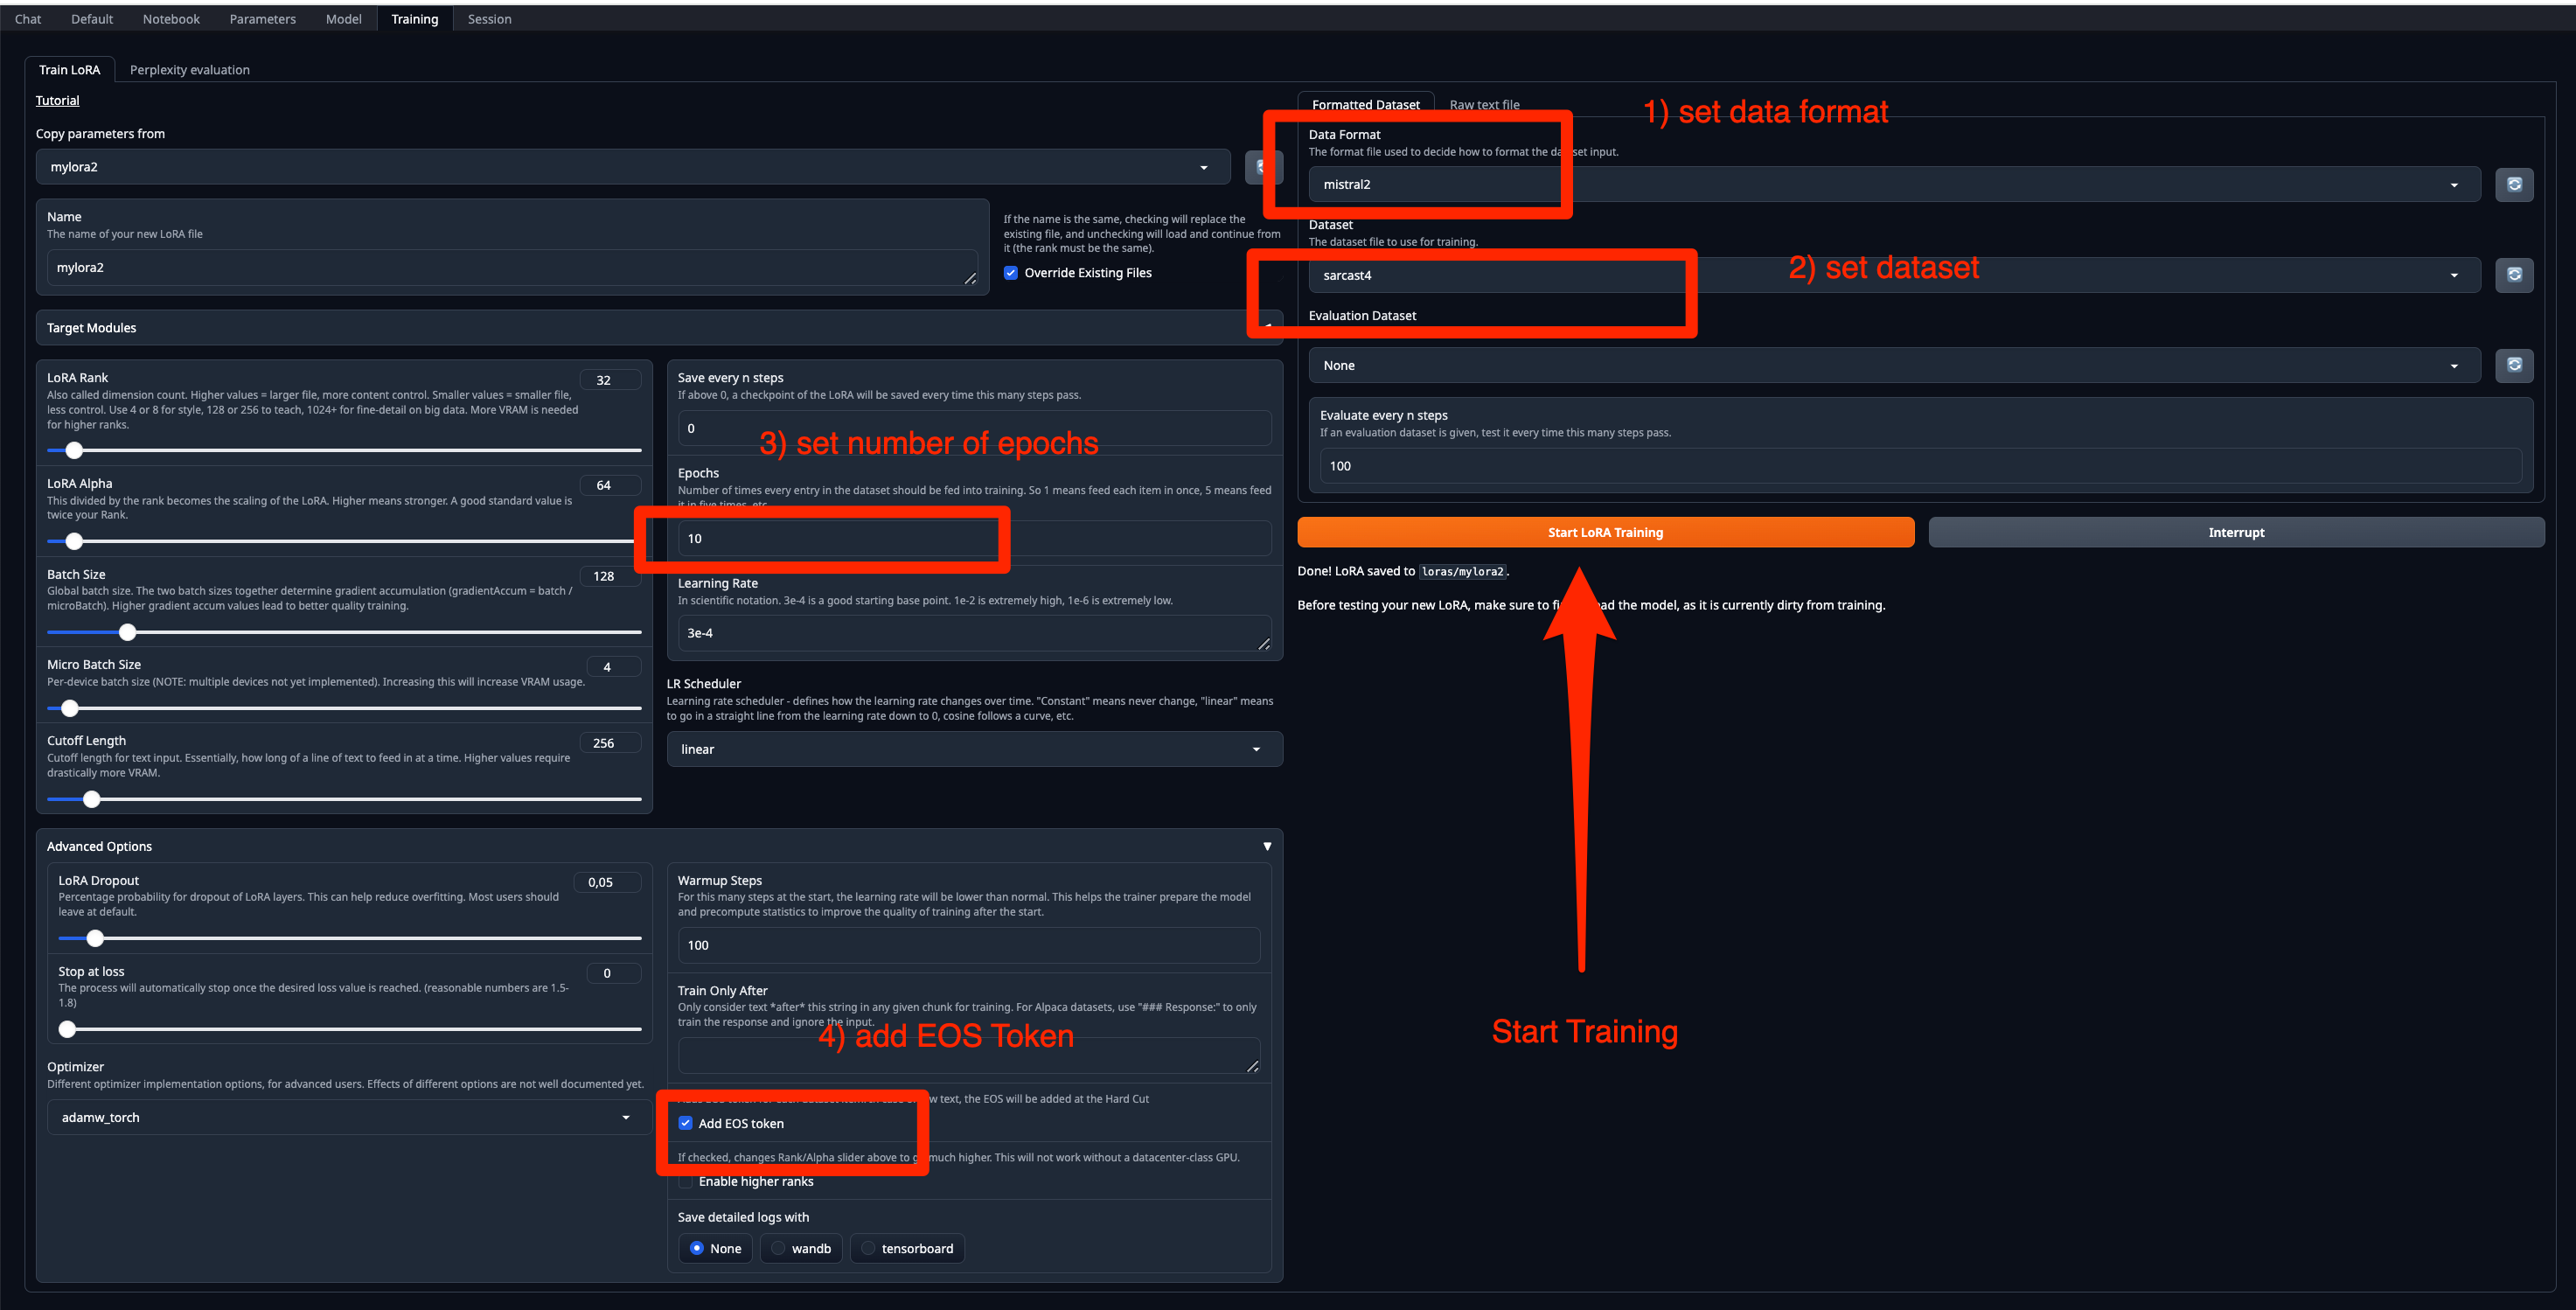 Chat Default Notebook Parameters Model Training Session
Train LoRA Perplexity evaluation
Tutorial
Copy parameters from
mylora2
Name
The name of your new LoRA file
mylora2
If the name is the same, checking will replace the
existing file, and unchecking will load and continue from
it (the rank must be the same).
Override Existing Files
Target Modules
LoRA Rank
32
Also called dimension count. Higher values = larger file, more content control. Smaller values = smaller file,
less control. Use 4 or 8 for style, 128 or 256 to teach, 1024+ for fine-detail on big data. More VRAM is needed
for higher ranks.
LoRA Alpha
64
This divided by the rank becomes the scaling of the LoRA. Higher means stronger. A good standard value is
twice your Rank.
Batch Size
128
Global batch size. The two batch sizes together determine gradient accumulation (gradientAccum = batch /
microBatch). Higher gradient accum values lead to better quality training.
Micro Batch Size
4
Per-device batch size (NOTE: multiple devices not yet implemented). Increasing this will increase VRAM usage.
Cutoff Length
256
Cutoff length for text input. Essentially, how long of a line of text to feed in at a time. Higher values require
drastically more VRAM.
Save every n steps
If above 0, a checkpoint of the LoRA will be saved every time this many steps pass.
0
3) set number of epochs
Epochs
Number of times every entry in the dataset should be fed into training. So 1 means feed each item in once, 5 means feed
it in five times, etc.
10
Learning Rate
In scientific notation. 3e-4 is a good starting base point. 1e-2 is extremely high, 1e-6 is extremely low.
3e-4
LR Scheduler
Learning rate scheduler - defines how the learning rate changes over time. "Constant" means never change, "linear" means
to go in a straight line from the learning rate down to 0, cosine follows a curve, etc.
linear
Advanced Options
LoRA Dropout
0,05
Percentage probability for dropout of LoRA layers. This can help reduce overfitting. Most users should
leave at default.
Stop at loss
0
The process will automatically stop once the desired loss value is reached. (reasonable numbers are 1.5-
1.8)
Optimizer
Different optimizer implementation options, for advanced users. Effects of different options are not well documented yet.
adamw_torch
Warmup Steps
For this many steps at the start, the learning rate will be lower than normal. This helps the trainer prepare the model
and precompute statistics to improve the quality of training after the start.
100
Train Only After
Only consider text *after* this string in any given chunk for training. For Alpaca datasets, use "### Response:" to only
train the response and ignore the input.
4) add EOS Token
text, the EOS will be added at the Hard Cut
Add EOS token
If checked, changes Rank/Alpha slider above to much higher. This will not work without a datacenter-class GPU.
Enable higher ranks
Save detailed logs with
None wandb tensorboard
Formatted Dataset Raw text file
1) set data format
Data Format
The format file used to decide how to format the dataset input.
mistral2
Dataset
The dataset file to use for training.
2) set dataset
sarcast4
Evaluation Dataset
None
Evaluate every n steps
If an evaluation dataset is given, test it every time this many steps pass.
100
Start LoRA Training Interrupt
Done! LoRA saved to loras/mylora2.
Before testing your new LoRA, make sure to the model, as it is currently dirty from training.
Start Training